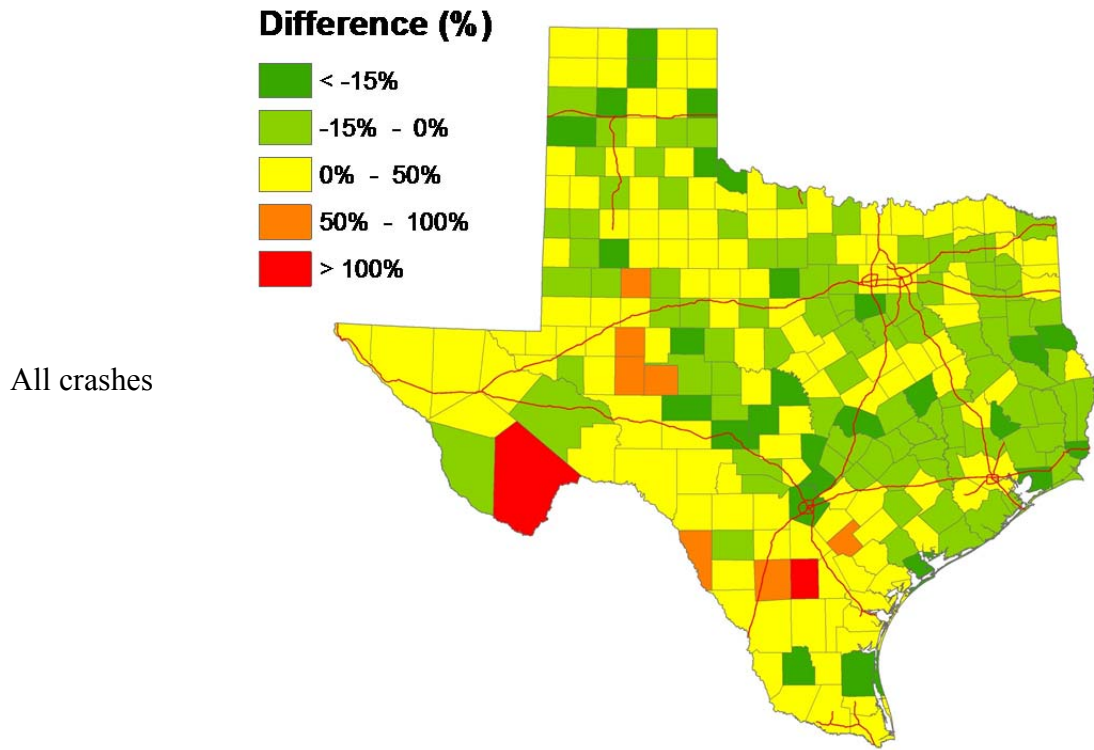 Difference (%)
< -15%
-15% - 0%
0% - 50%
50% - 100%
> 100%
All crashes